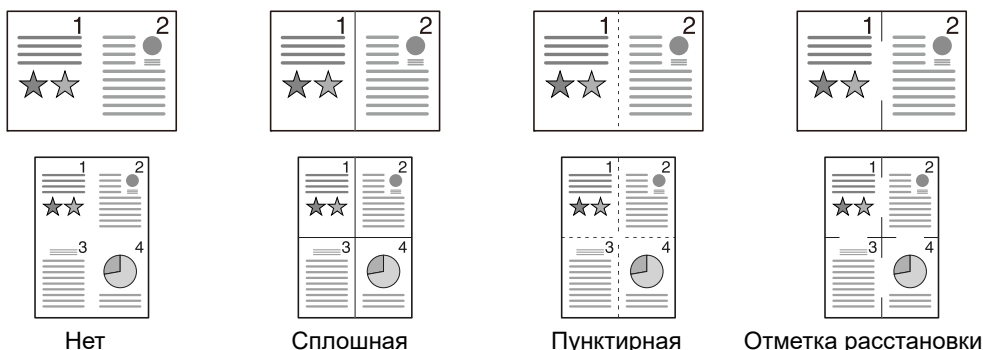 1 2 1 2 1 2 1 2
1 2 1 2 1 2 1 2
3 4 3 4 3 4 3 4
Нет Сплошная Пунктирная Отметка расстановки